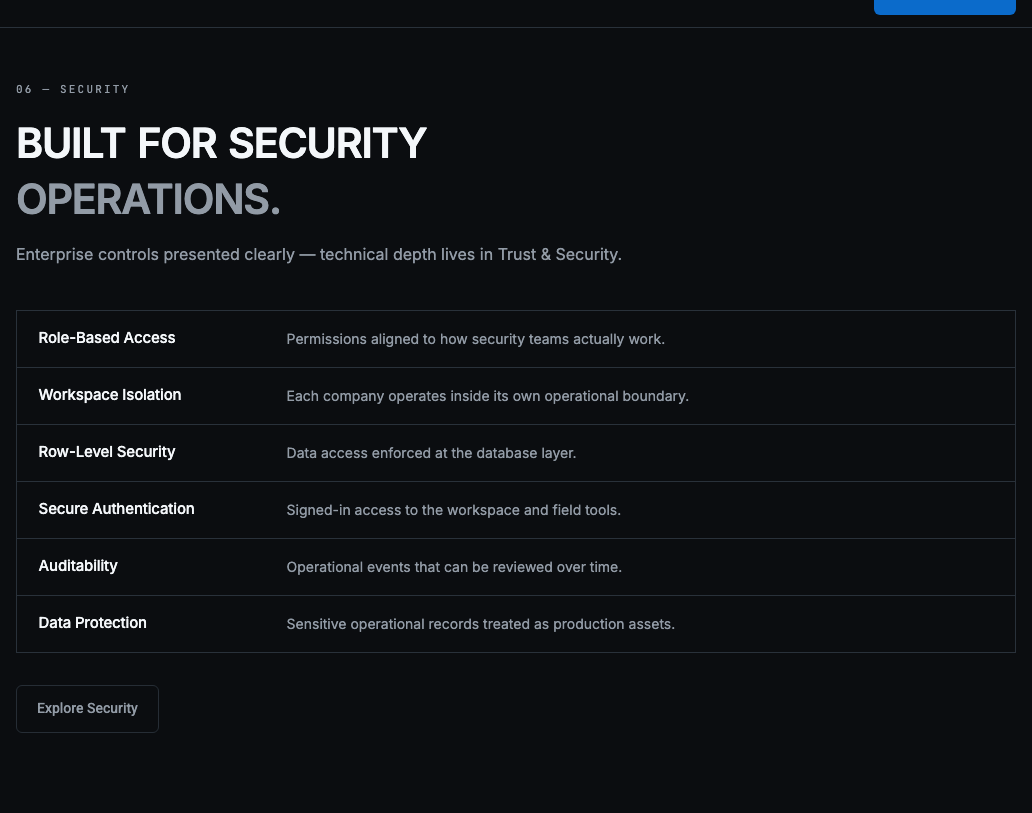 06 — SECURITY
BUILT FOR SECURITY
OPERATIONS.
Enterprise controls presented clearly — technical depth lives in Trust & Security.
Role-Based Access
Permissions aligned to how security teams actually work.
Workspace Isolation
Each company operates inside its own operational boundary.
Row-Level Security
Data access enforced at the database layer.
Secure Authentication
Signed-in access to the workspace and field tools.
Auditability
Operational events that can be reviewed over time.
Data Protection
Sensitive operational records treated as production assets.
Explore Security